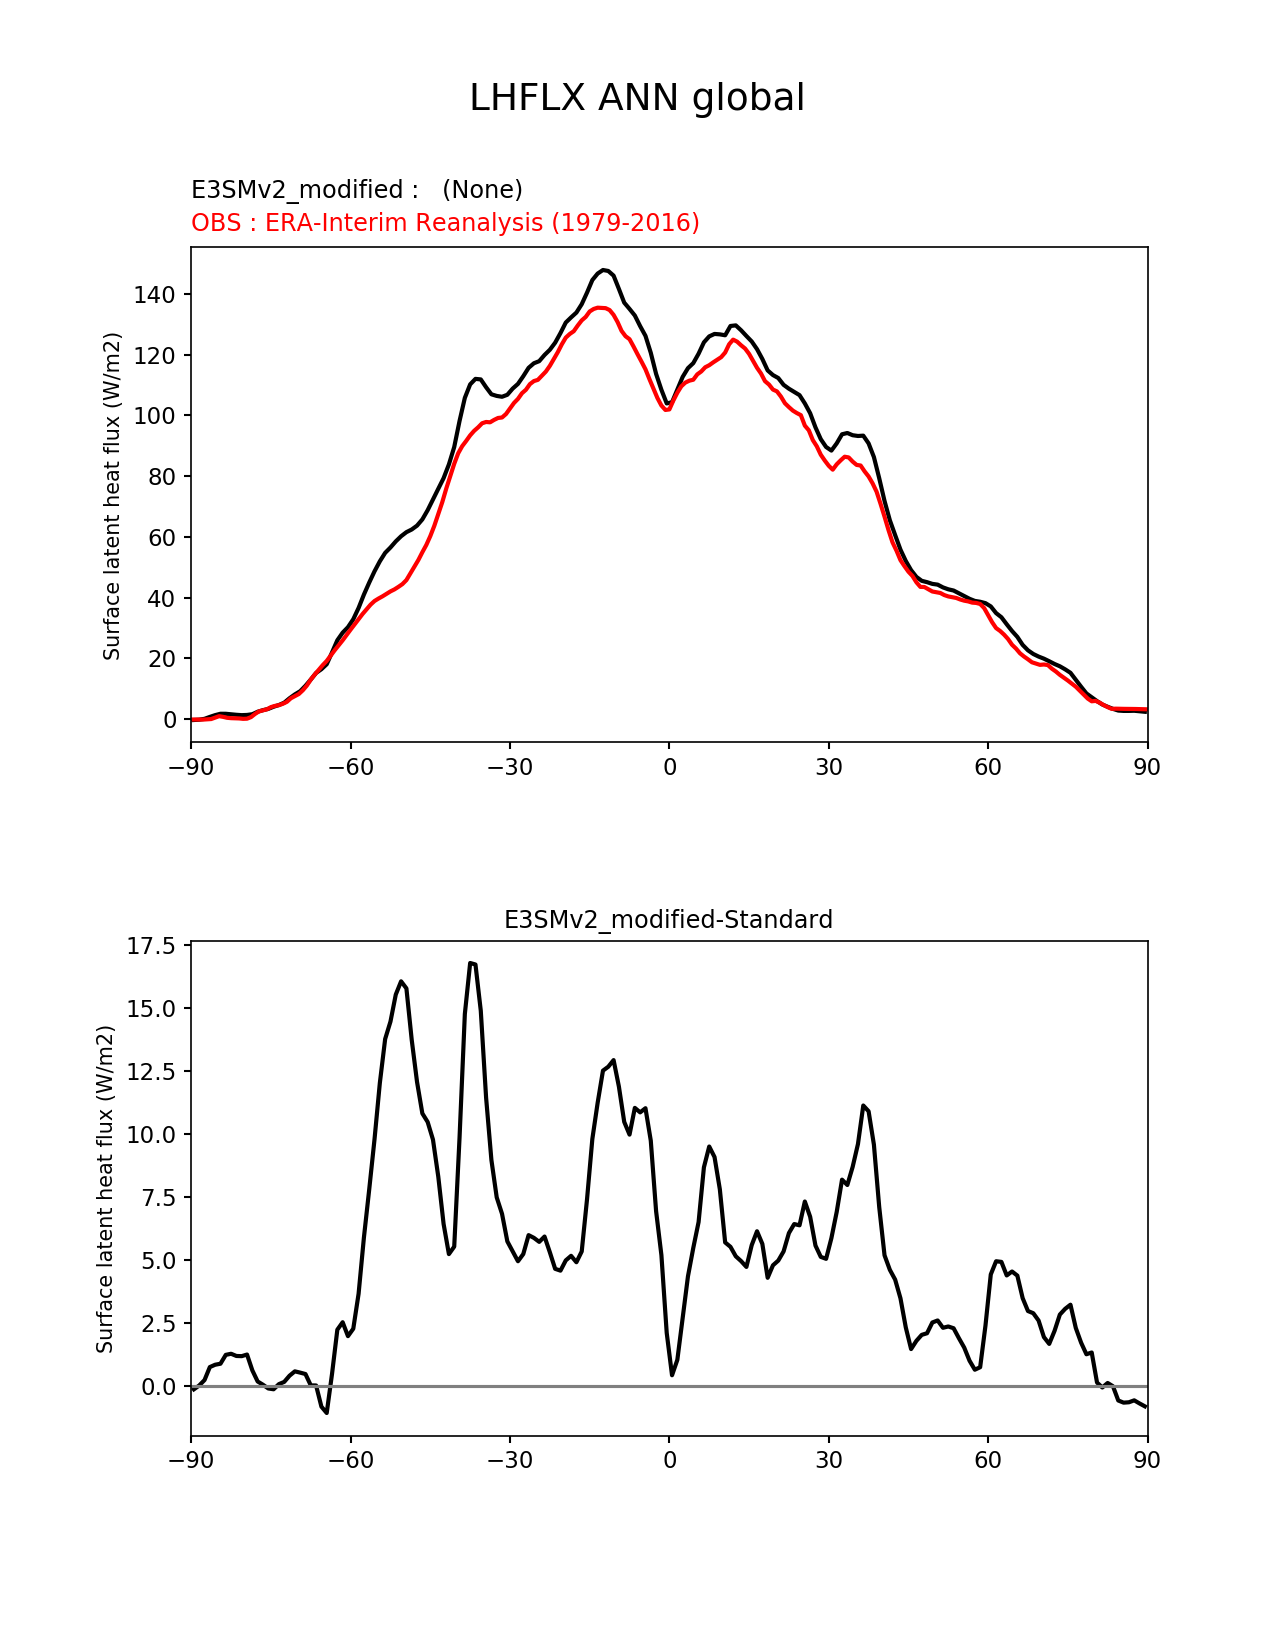 LHFLX ANN global
E3SMv2_modified :   (None)
OBS : ERA-Interim Reanalysis (1979-2016)
Surface latent heat flux (W/m2)
140
120
100
80
60
40
20
0
−90 −60 −30 0 30 60 90
E3SMv2_modified-Standard
Surface latent heat flux (W/m2)
17.5
15.0
12.5
10.0
7.5
5.0
2.5
0.0
−90 −60 −30 0 30 60 90